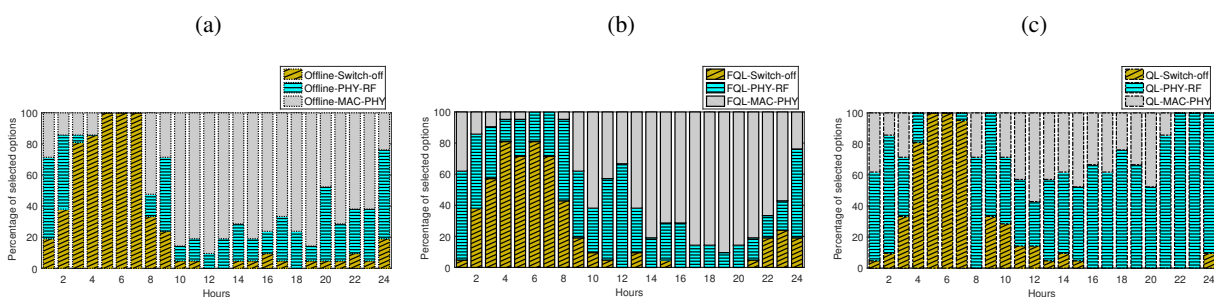 (a)
(b)
(c)
Offline-Switch-off
Offline-PHY-RF
Offline-MAC-PHY
FQL-Switch-off
FQL-PHY-RF
FQL-MAC-PHY
QL-Switch-off
QL-PHY-RF
QL-MAC-PHY
Percentage of selected options
100
80
60
40
20
0
2 4 6 8 10 12 14 16 18 20 22 24
Hours
Percentage of selected options
100
80
60
40
20
0
2 4 6 8 10 12 14 16 18 20 22 24
Hours
Percentage of selected options
100
80
60
40
20
0
2 4 6 8 10 12 14 16 18 20 22 24
Hours